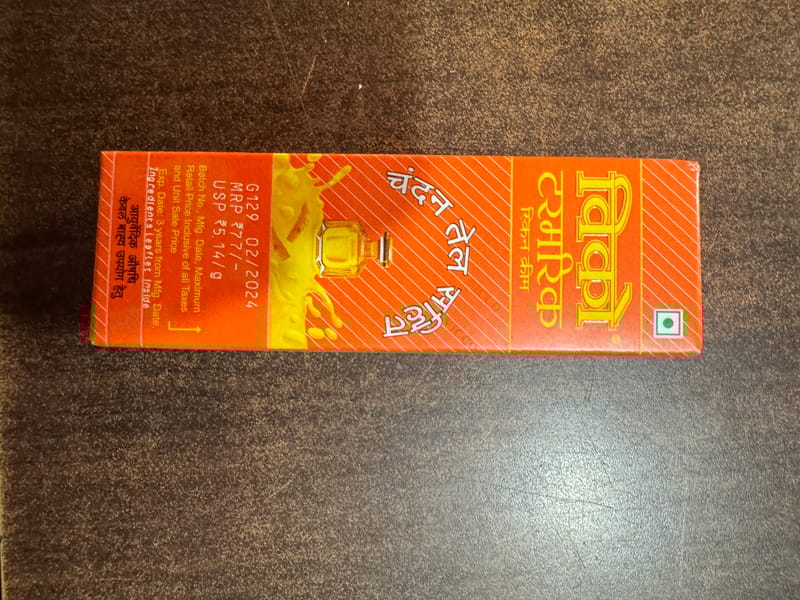 विको
टरमरिक
स्किन क्रीम
चंदन तेल सहित
G129 02/2024
MRP ₹77/-
USP ₹5.14/g
Batch No., Mfg. Date, Maximum
Retail Price Inclusive of all Taxes
and Unit Sale Price
Exp. Date: 3 years from Mfg. Date.
Ingredients Leaflet Inside
आयुर्वेदिक औषधि
केवल बाह्य उपयोग हेतु